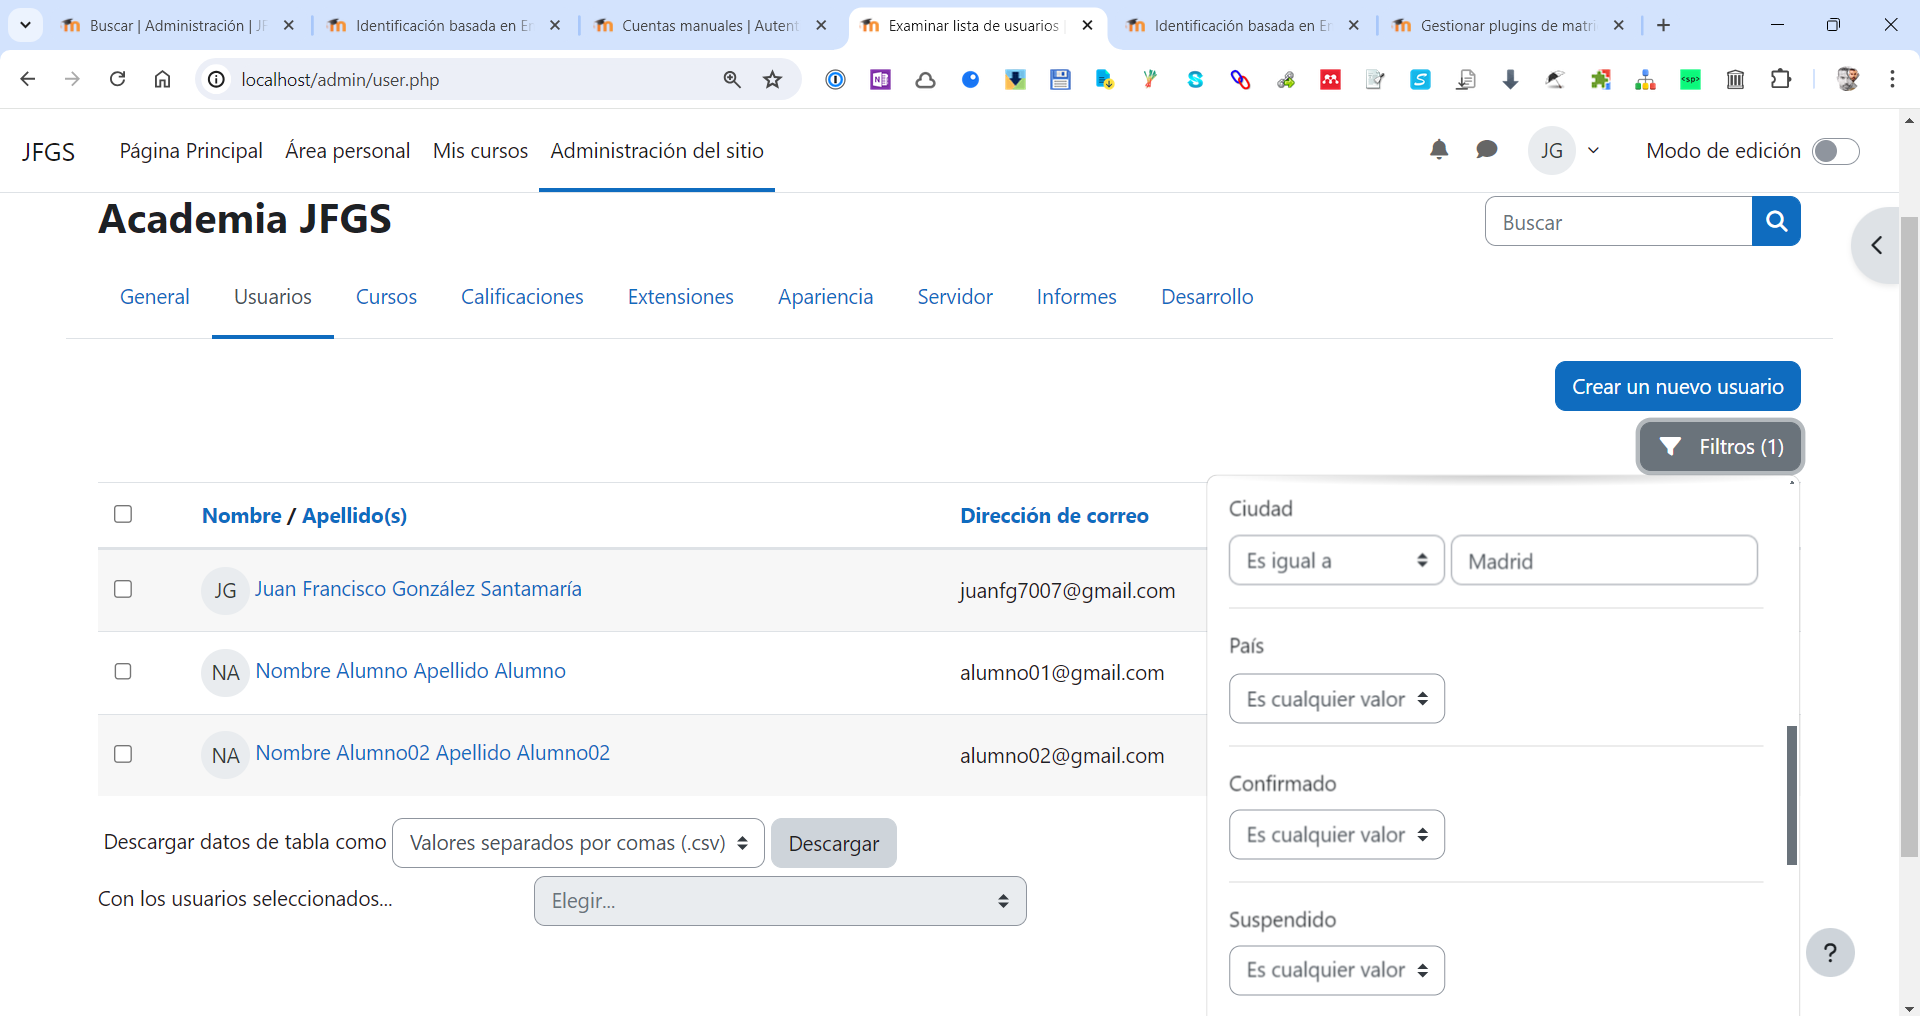 Buscar | Administración | JF
Identificación basada en Em
Cuentas manuales | Autent
Examinar lista de usuarios |
Identificación basada en Em
Gestionar plugins de matri
localhost/admin/user.php
JFGS
Página Principal
Área personal
Mis cursos
Administración del sitio
JG
Modo de edición
Academia JFGS
Buscar
General
Usuarios
Cursos
Calificaciones
Extensiones
Apariencia
Servidor
Informes
Desarrollo
Crear un nuevo usuario
Filtros (1)
Nombre / Apellido(s)
Dirección de correo
JG Juan Francisco González Santamaría
juanfg7007@gmail.com
NA Nombre Alumno Apellido Alumno
alumno01@gmail.com
NA Nombre Alumno02 Apellido Alumno02
alumno02@gmail.com
Ciudad
Es igual a
Madrid
País
Es cualquier valor
Confirmado
Es cualquier valor
Suspendido
Es cualquier valor
Descargar datos de tabla como
Valores separados por comas (.csv)
Descargar
Con los usuarios seleccionados...
Elegir...
?